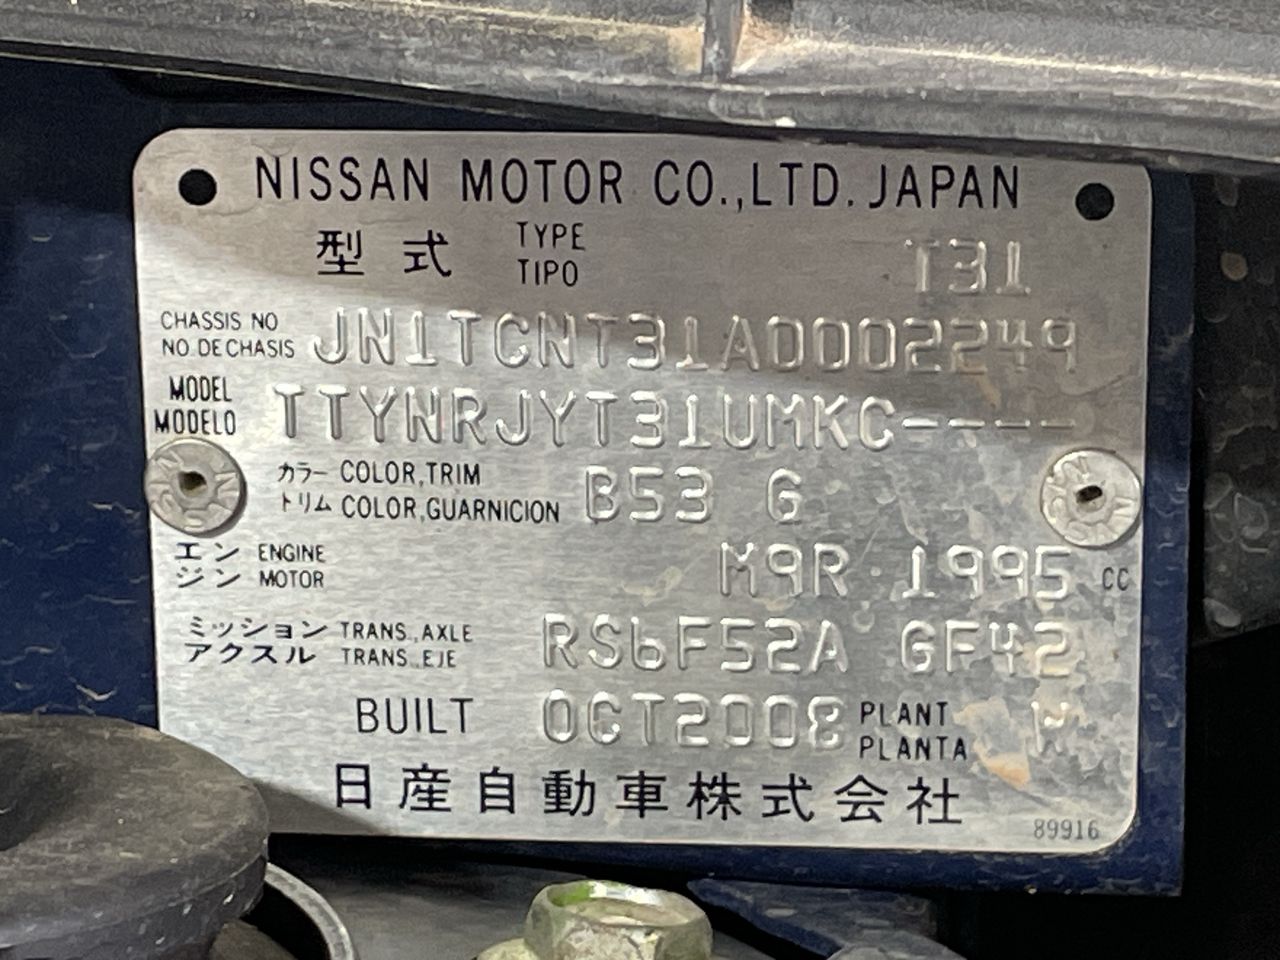 NISSAN MOTOR CO.,LTD. JAPAN
型式 TYPE TIPO T31
CHASSIS NO
NO.DE CHASIS JN1TCNT31A0002249
MODEL
MODELO TTYNRJYT31UMKC----
カラー COLOR,TRIM
トリム COLOR,GUARNICION B53 G
エン ENGINE
ジン MOTOR M9R 1995 CC
ミッション TRANS.,AXLE
アクスル TRANS.,EJE RS6F52A GF42
BUILT OCT2008 PLANT
PLANTA
日産自動車株式会社
89916